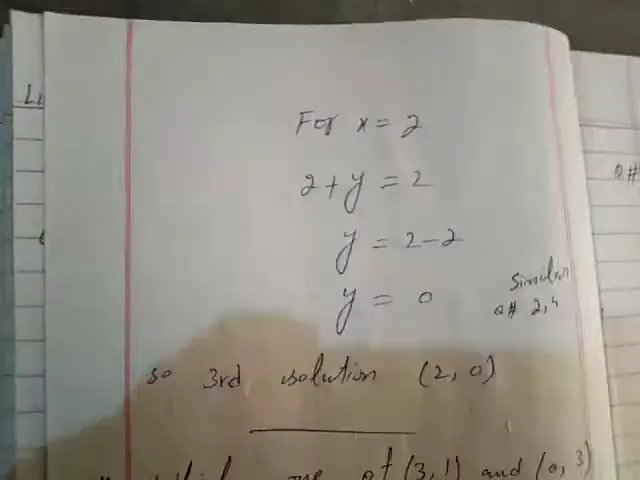 For x = 2
2 + y = 2
y = 2 - 2
y = 0
Similar
Q# 2,4
so 3rd solution (2, 0)
of (3,1) and (0, 3)
Q#